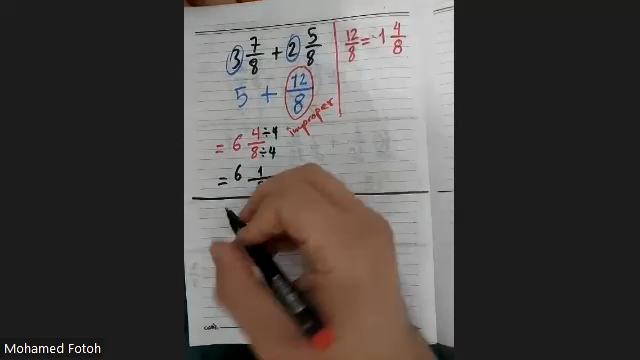 3 7/8 + 2 5/8
5 + 12/8
improper
= 6 4÷4/8÷4
= 6 1/
12/8 = 1 4/8
Mohamed Fotoh